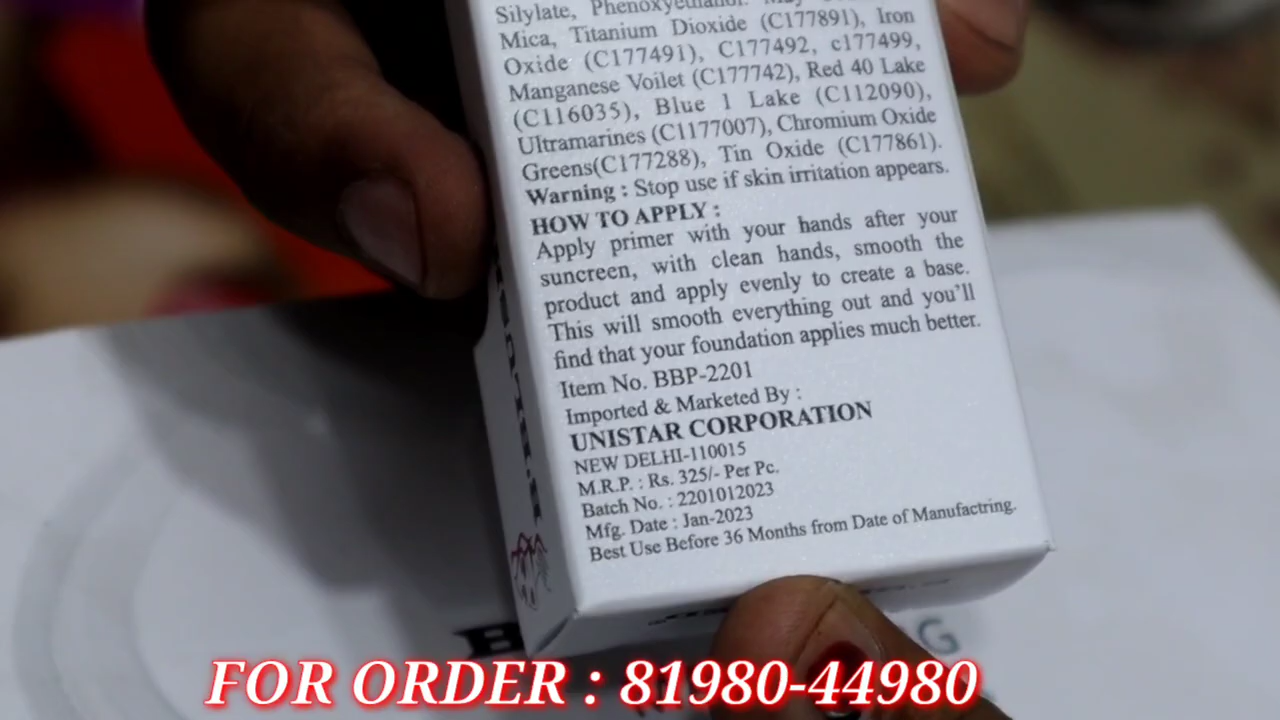 Silylate, Phenoxyethanol. May
Mica, Titanium Dioxide (C177891), Iron
Oxide (C177491), C177492, c177499,
Manganese Voilet (C177742), Red 40 Lake
(C116035), Blue 1 Lake (C112090),
Ultramarines (C1177007), Chromium Oxide
Greens(C177288), Tin Oxide (C177861).
Warning : Stop use if skin irritation appears.
HOW TO APPLY :
Apply primer with your hands after your
suncreen, with clean hands, smooth the
product and apply evenly to create a base.
This will smooth everything out and you'll
find that your foundation applies much better.
Item No. BBP-2201
Imported & Marketed By :
UNISTAR CORPORATION
NEW DELHI-110015
M.R.P. : Rs. 325/- Per Pc.
Batch No. : 2201012023
Mfg. Date : Jan-2023
Best Use Before 36 Months from Date of Manufactring.
FOR ORDER : 81980-44980